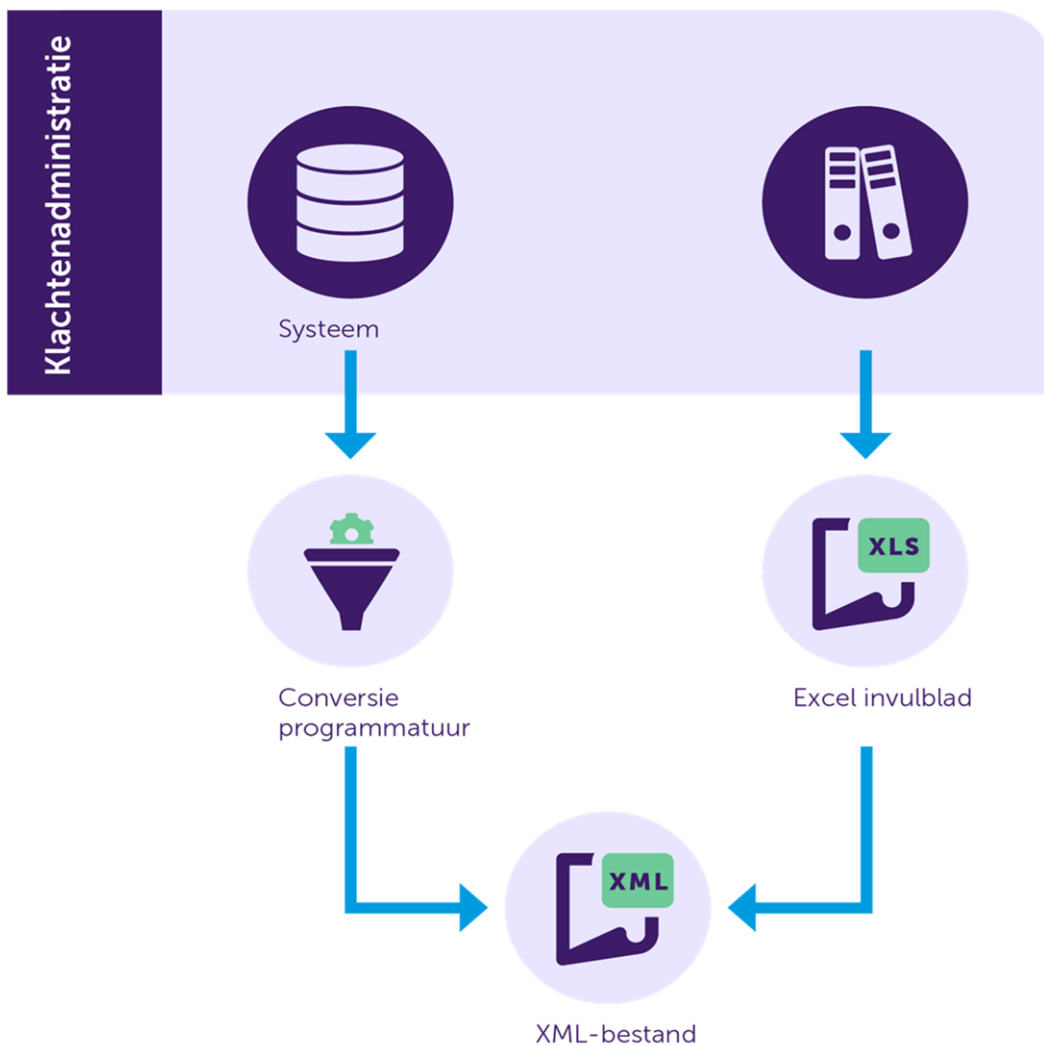 Klachtenadministratie
Systeem
XLS
Conversie
programmatuur
Excel invulblad
XML
XML-bestand